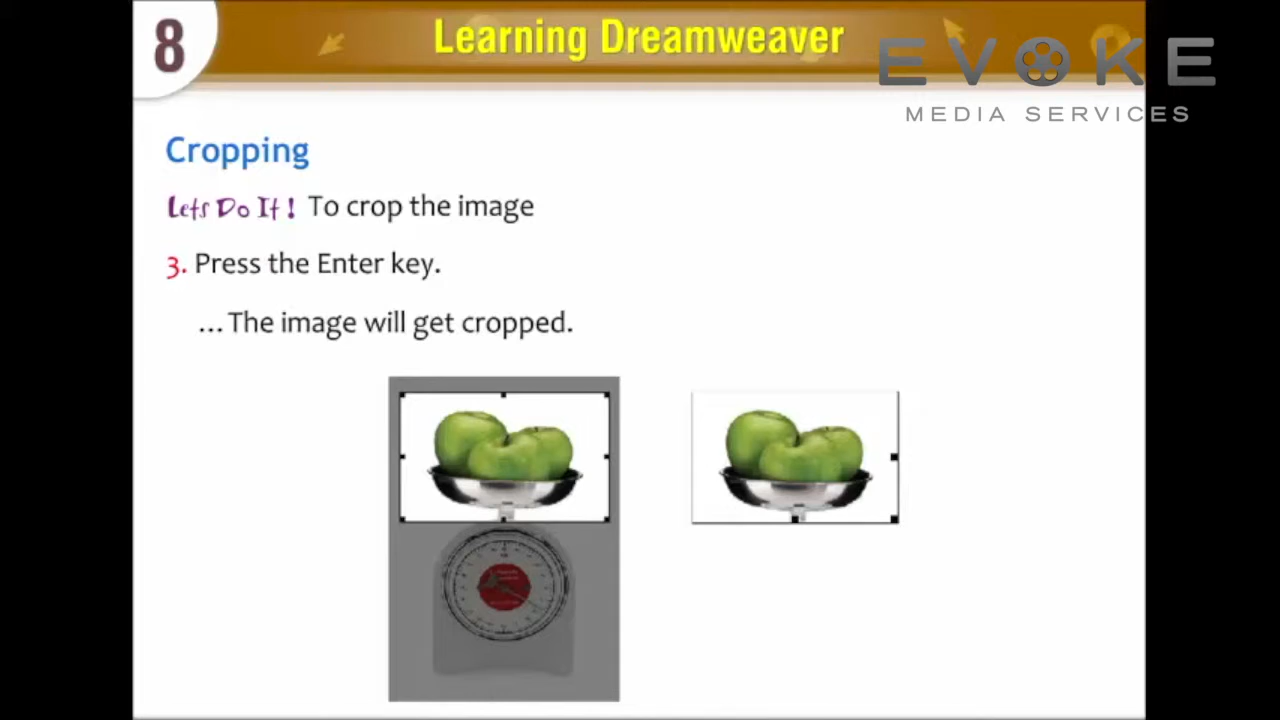 8
Learning Dreamweaver
EVOKE
MEDIA SERVICES
Cropping
Lets Do It! To crop the image
3. Press the Enter key.
...The image will get cropped.